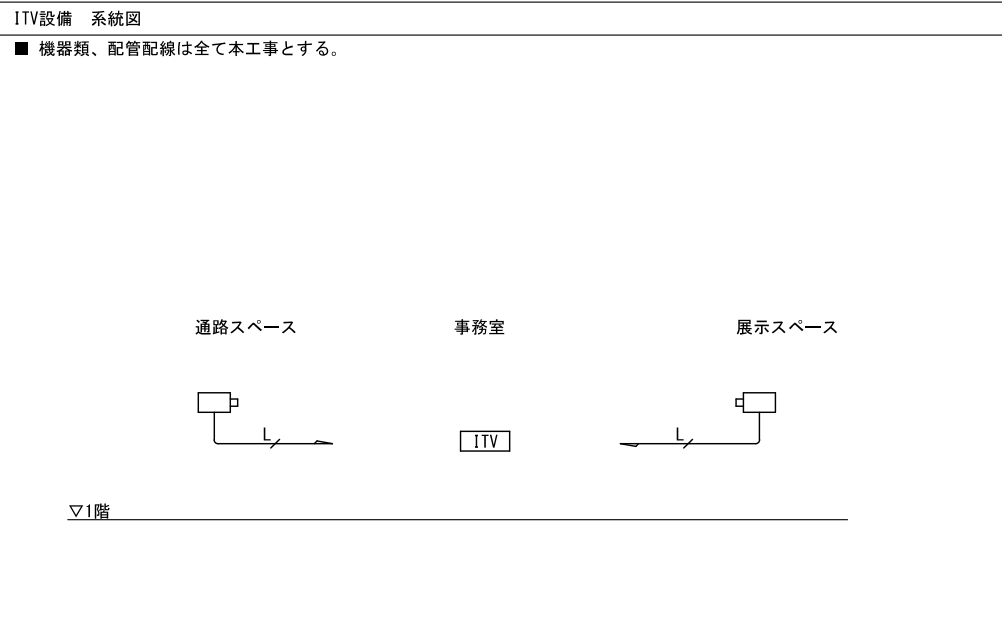 ITV設備　系統図
■ 機器類、配管配線は全て本工事とする。
通路スペース　事務室　展示スペース
L　ITV　L
▽1階